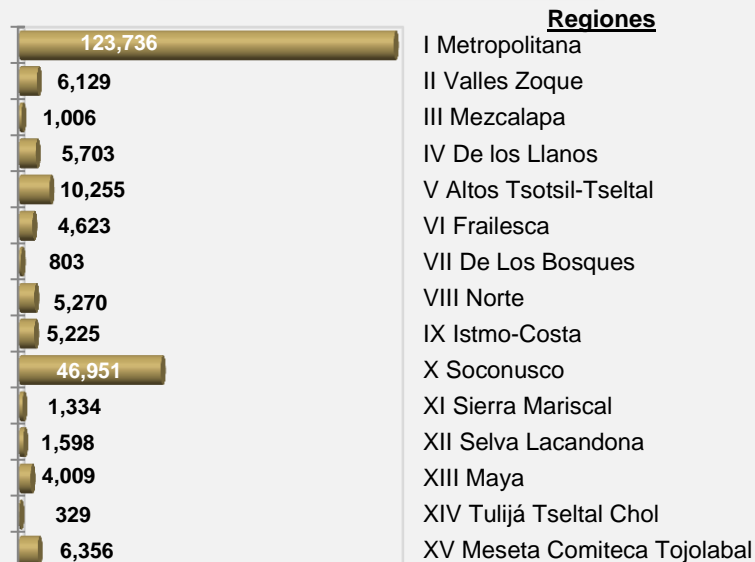 Regiones
123,736 I Metropolitana
6,129 II Valles Zoque
1,006 III Mezcalapa
5,703 IV De los Llanos
10,255 V Altos Tsotsil-Tseltal
4,623 VI Frailesca
803 VII De Los Bosques
5,270 VIII Norte
5,225 IX Istmo-Costa
46,951 X Soconusco
1,334 XI Sierra Mariscal
1,598 XII Selva Lacandona
4,009 XIII Maya
329 XIV Tulijá Tseltal Chol
6,356 XV Meseta Comiteca Tojolabal